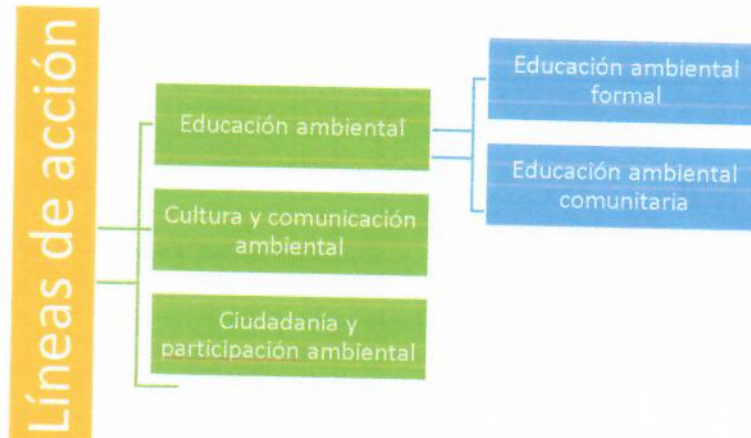 Líneas de acción
Educación ambiental
Educación ambiental
formal
Educación ambiental
comunitaria
Cultura y comunicación
ambiental
Ciudadanía y
participación ambiental